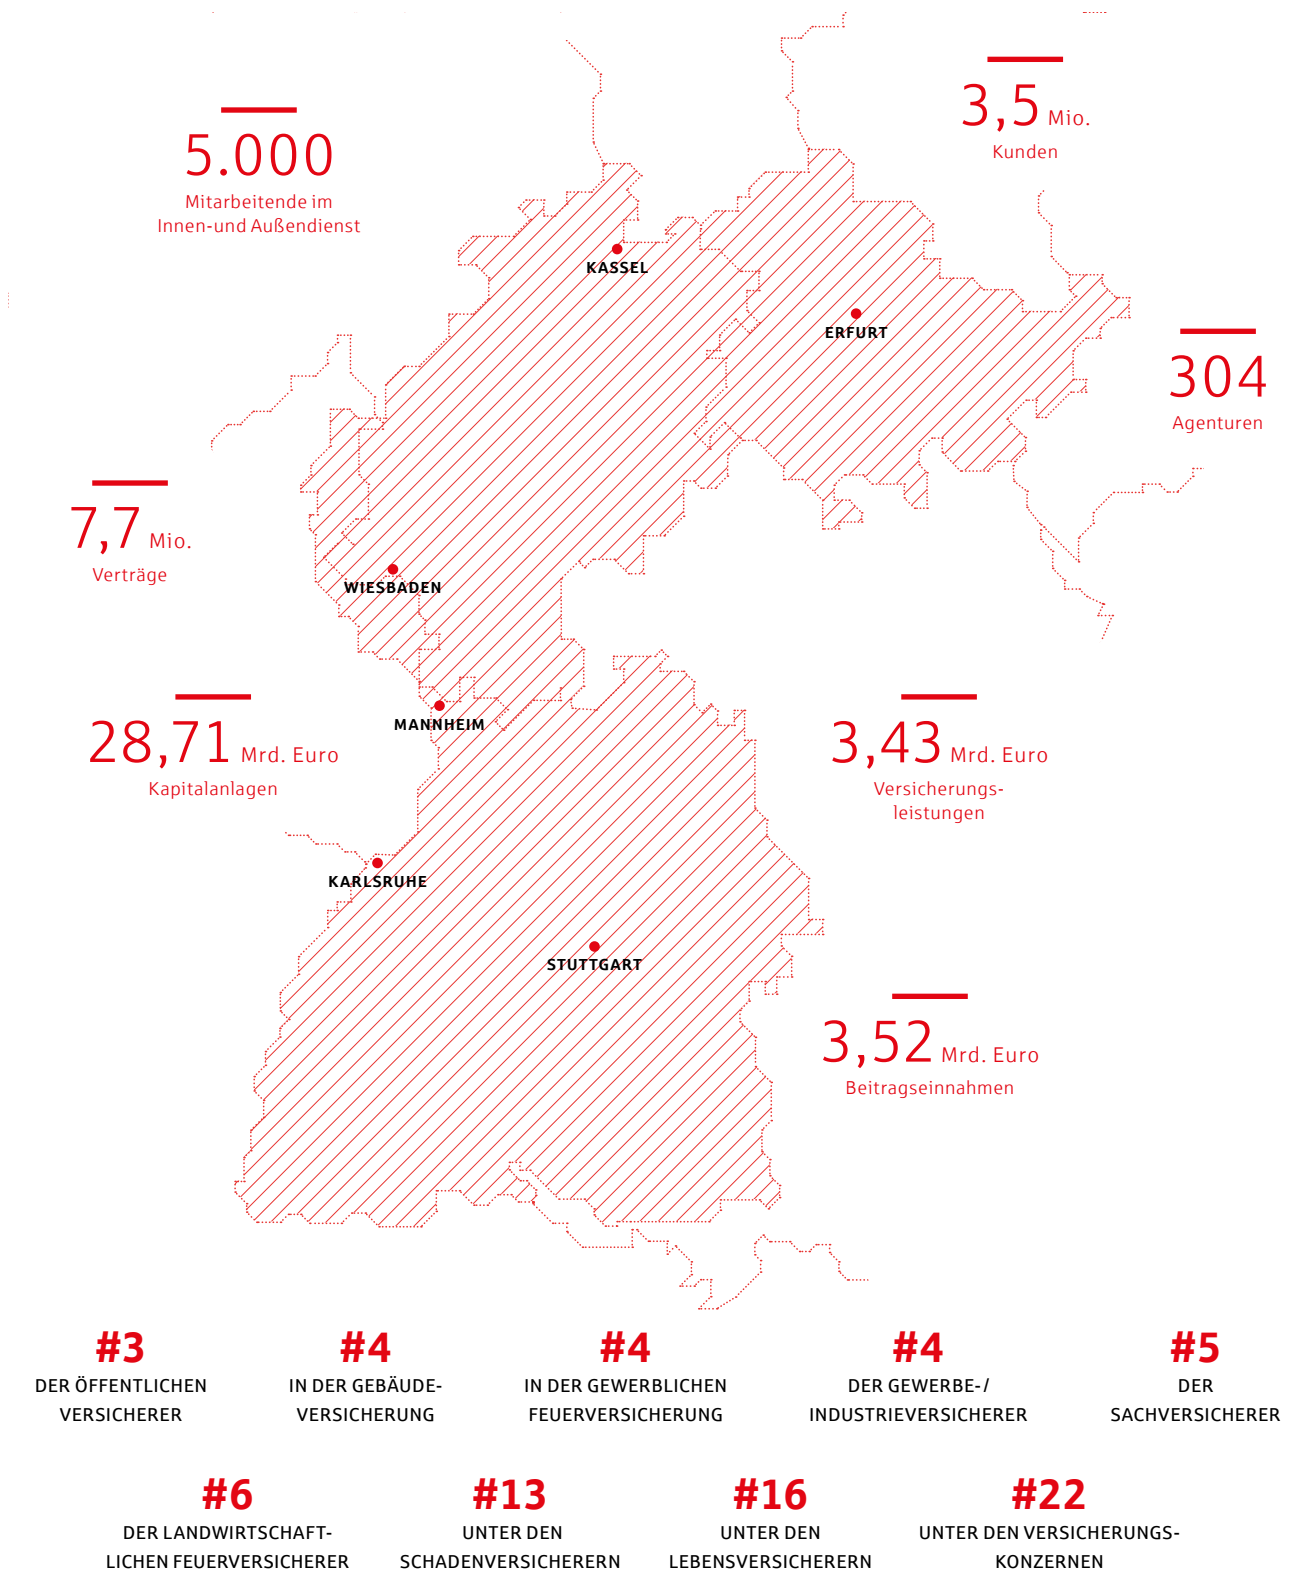 3,5 Mio.
Kunden
5.000
Mitarbeitende im
Innen-und Außendienst
KASSEL
ERFURT
304
Agenturen
7,7 Mio.
Verträge
WIESBADEN
28,71 Mrd. Euro
Kapitalanlagen
MANNHEIM
3,43 Mrd. Euro
Versicherungs-
leistungen
KARLSRUHE
STUTTGART
3,52 Mrd. Euro
Beitragseinnahmen
#3
DER ÖFFENTLICHEN
VERSICHERER
#4
IN DER GEBÄUDE-
VERSICHERUNG
#4
IN DER GEWERBLICHEN
FEUERVERSICHERUNG
#4
DER GEWERBE-/
INDUSTRIEVERSICHERER
#5
DER
SACHVERSICHERER
#6
DER LANDWIRTSCHAFT-
LICHEN FEUERVERSICHERER
#13
UNTER DEN
SCHADENVERSICHERERN
#16
UNTER DEN
LEBENSVERSICHERERN
#22
UNTER DEN VERSICHERUNGS-
KONZERNEN